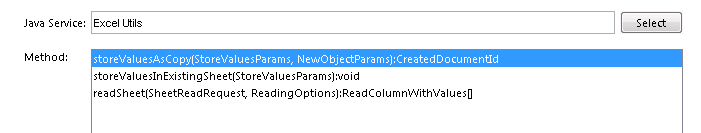 Java Service: Excel Utils Select
Method: storeValuesAsCopy(StoreValuesParams, NewObjectParams):CreatedDocumentId
storeValuesInExistingSheet(StoreValuesParams):void
readSheet(SheetReadRequest, ReadingOptions):ReadColumnWithValues[]